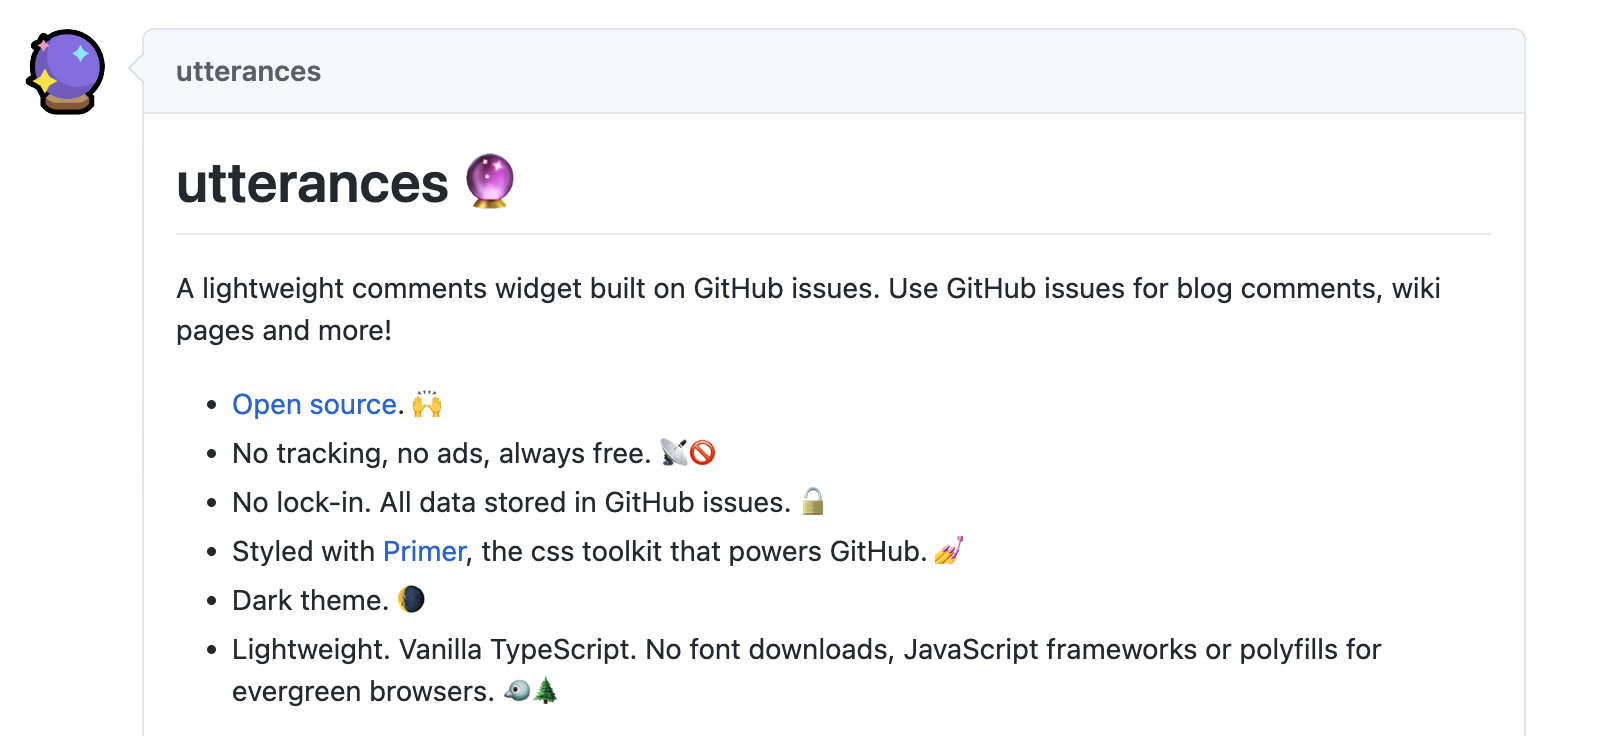 utterances
utterances 🔮
A lightweight comments widget built on GitHub issues. Use GitHub issues for blog comments, wiki
pages and more!
• Open source. 🙌
• No tracking, no ads, always free. 📡🚫
• No lock-in. All data stored in GitHub issues. 🔓
• Styled with Primer, the css toolkit that powers GitHub. 💅
• Dark theme. 🌘
• Lightweight. Vanilla TypeScript. No font downloads, JavaScript frameworks or polyfills for
evergreen browsers. 🐦🌲